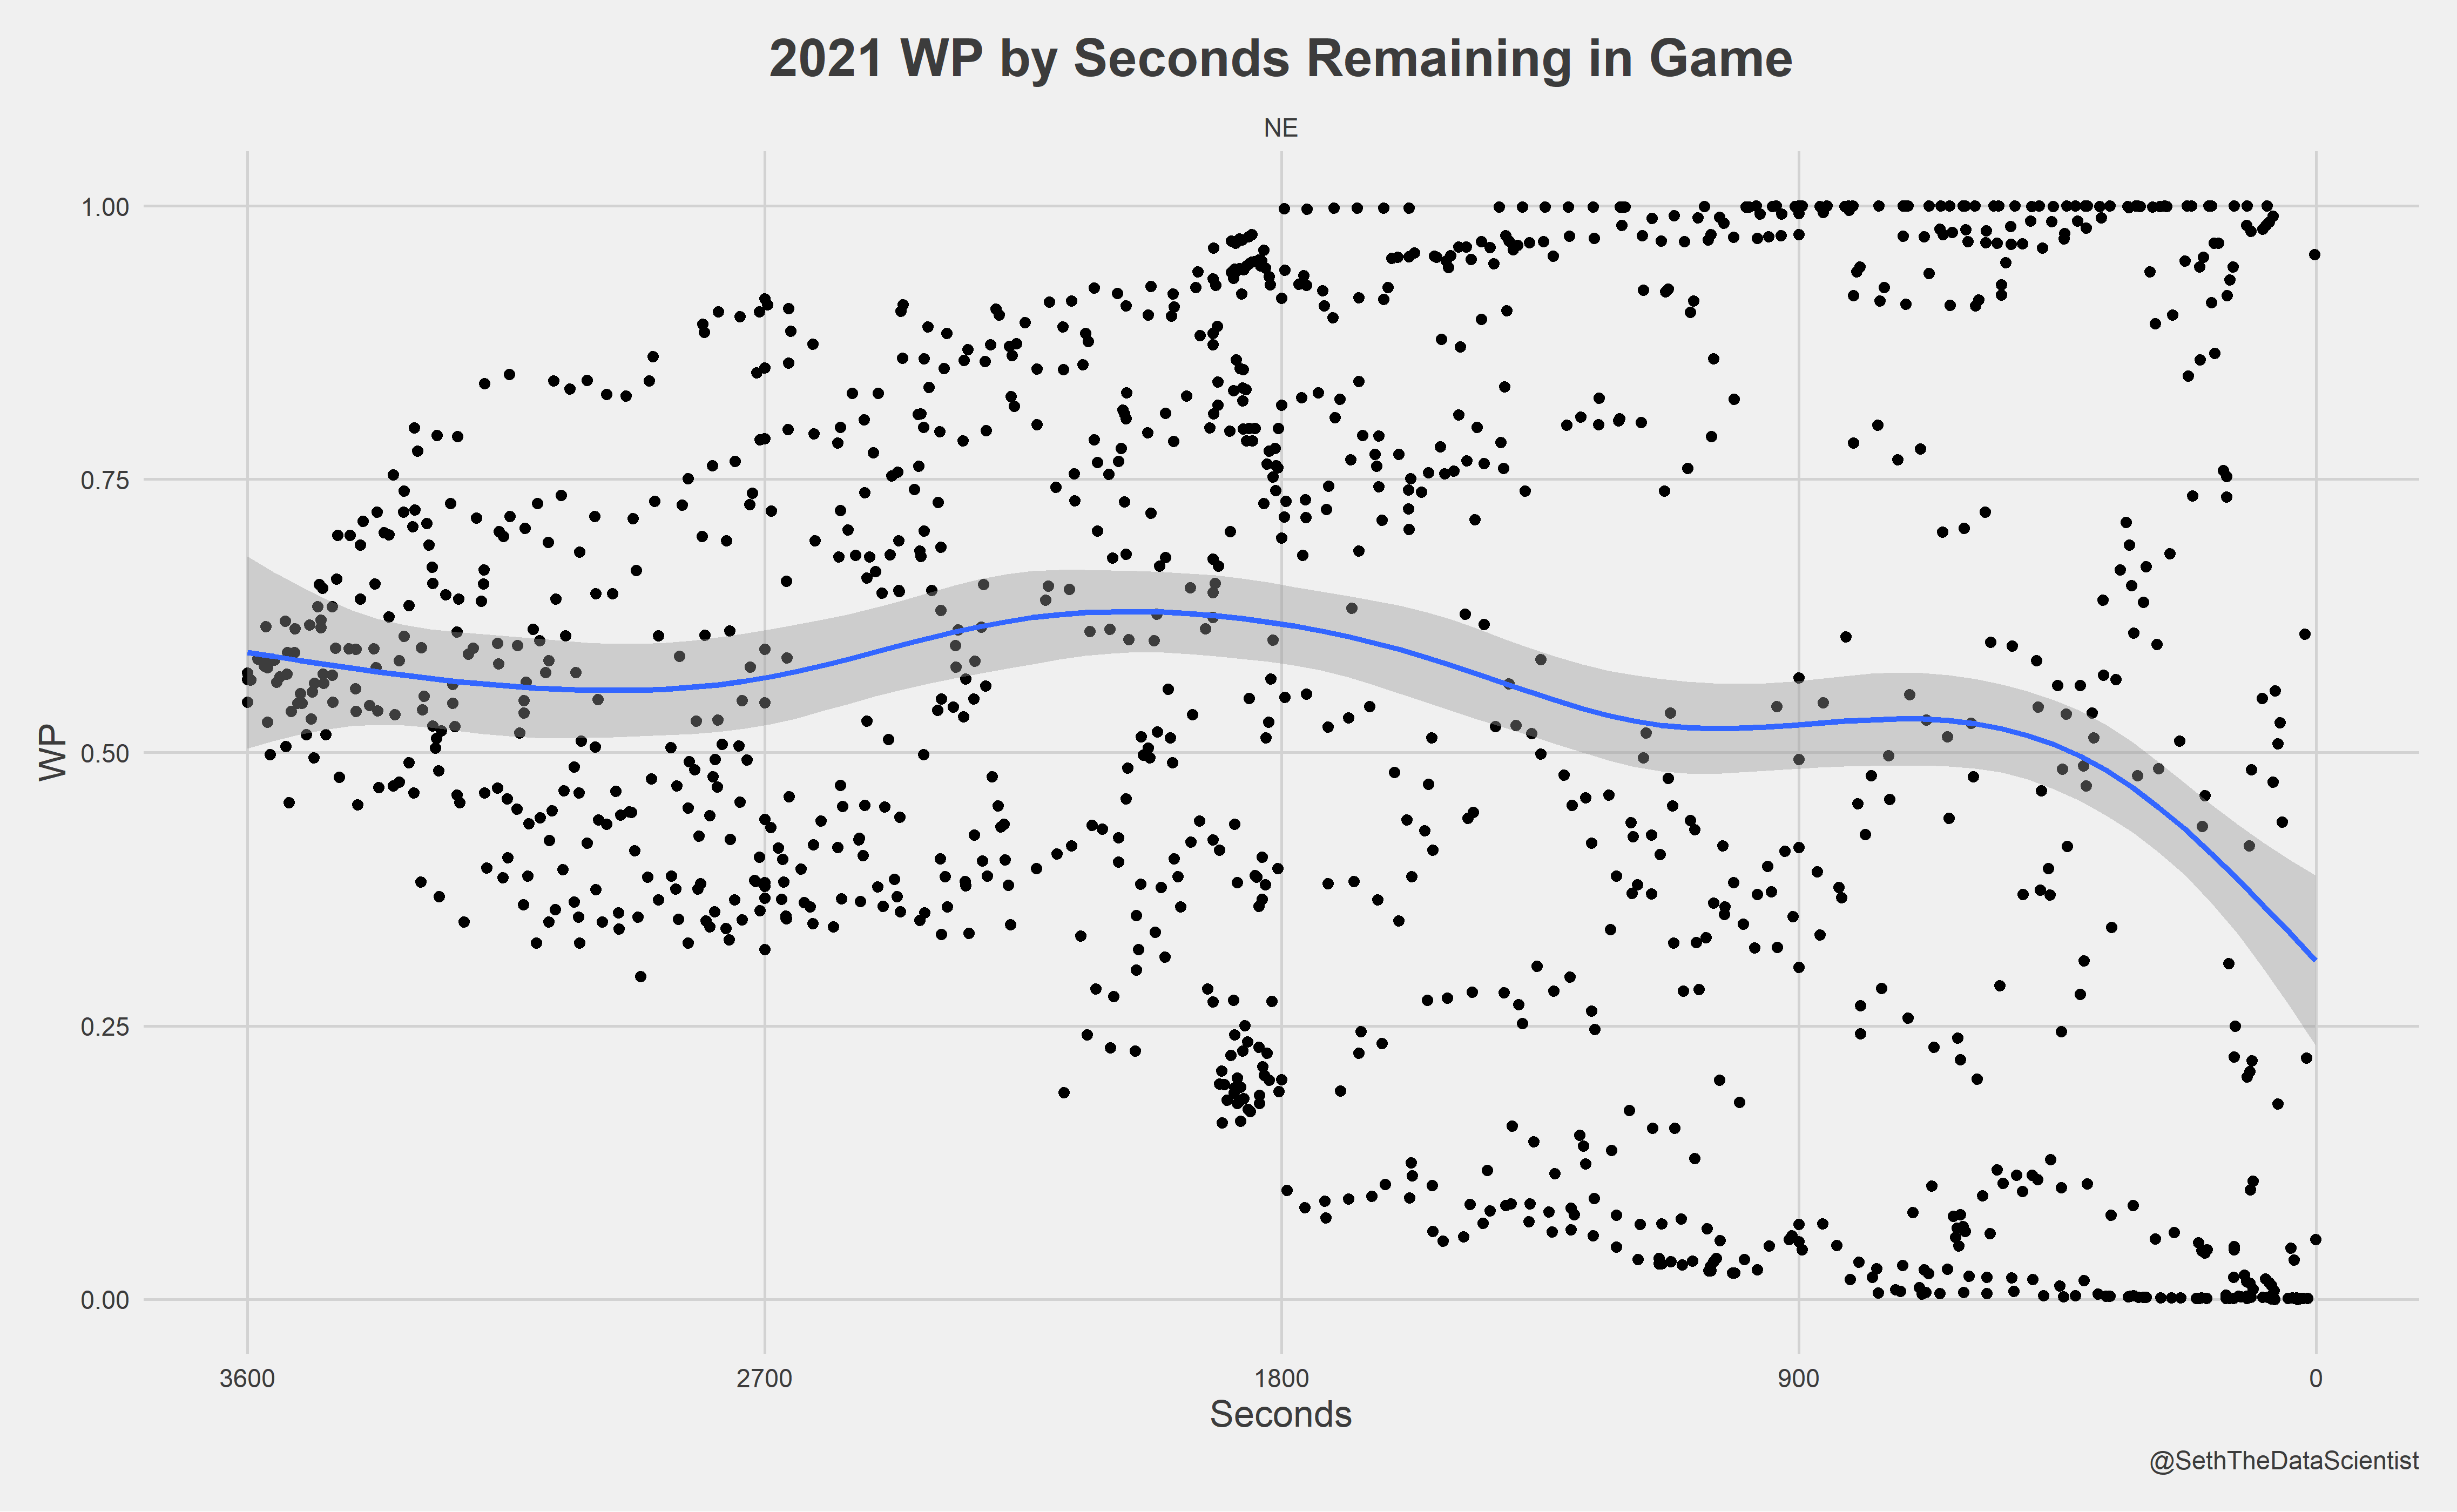 2021 WP by Seconds Remaining in Game
NE
WP
1.00
0.75
0.50
0.25
0.00
3600 2700 1800 900 0
Seconds
@SethTheDataScientist